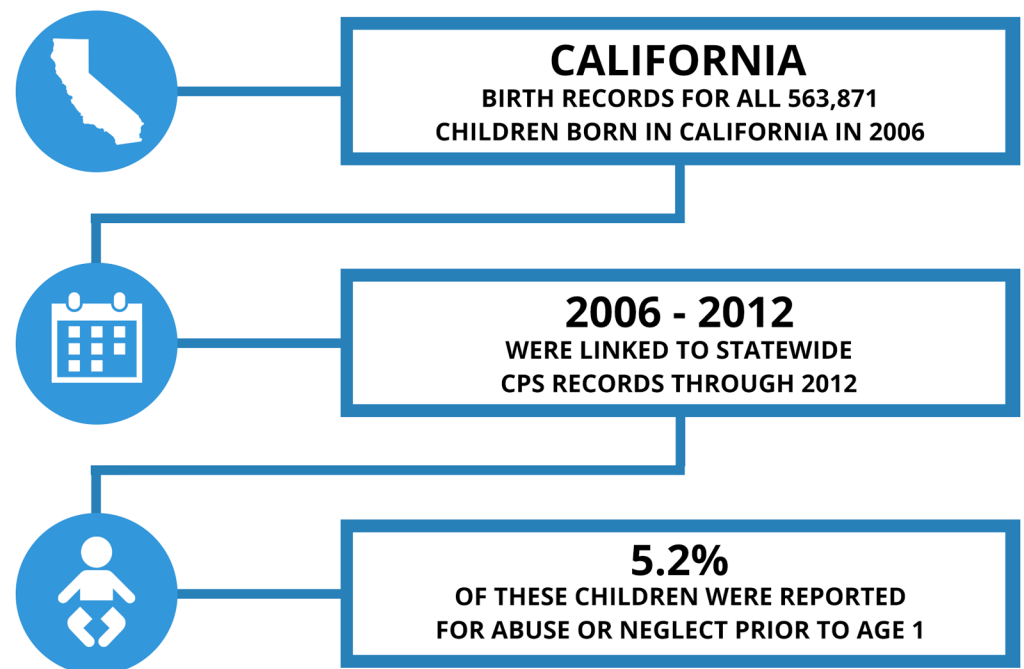 CALIFORNIA
BIRTH RECORDS FOR ALL 563,871
CHILDREN BORN IN CALIFORNIA IN 2006
2006 - 2012
WERE LINKED TO STATEWIDE
CPS RECORDS THROUGH 2012
5.2%
OF THESE CHILDREN WERE REPORTED
FOR ABUSE OR NEGLECT PRIOR TO AGE 1